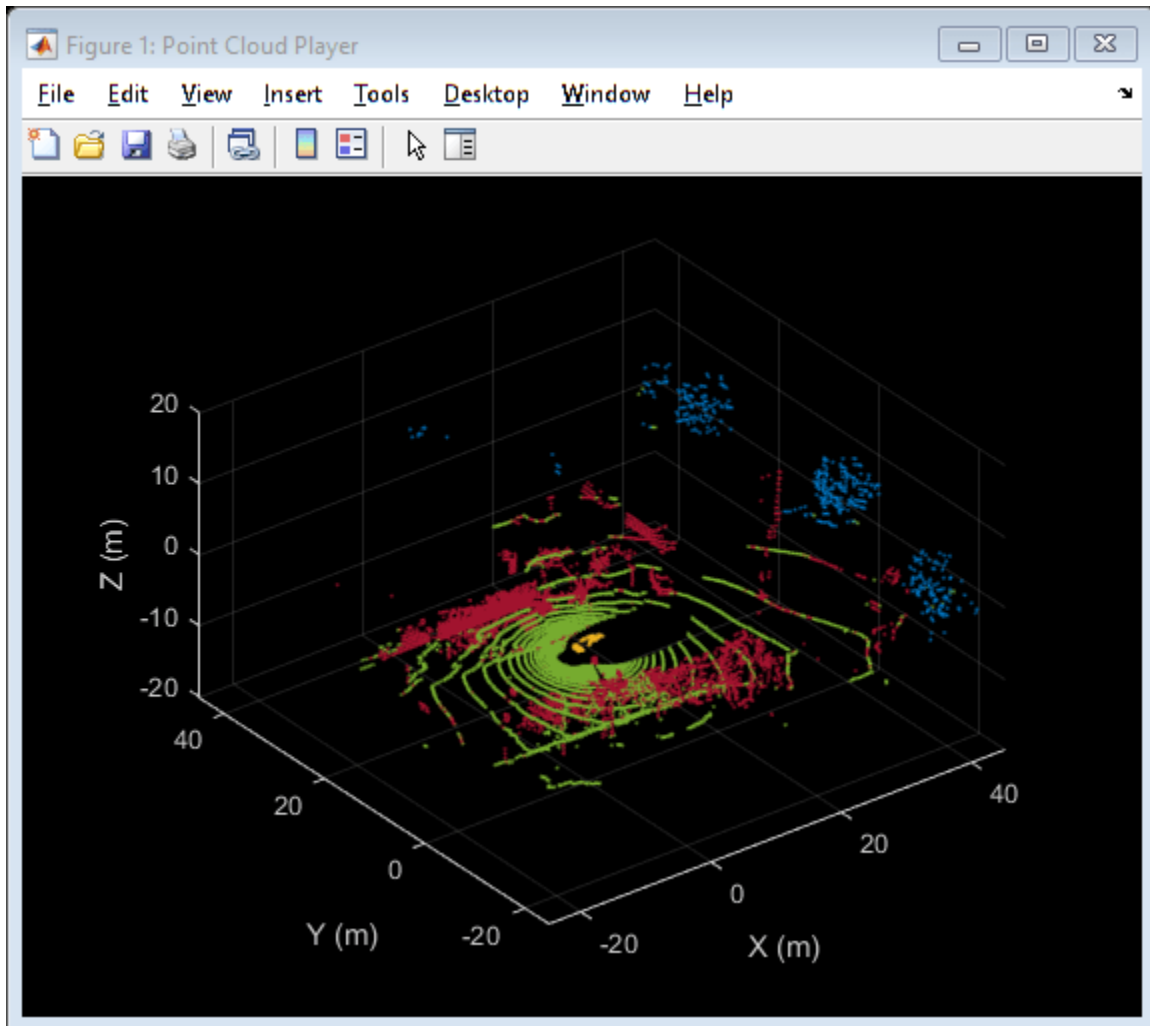 Figure 1: Point Cloud Player
File Edit View Insert Tools Desktop Window Help
20
10
0
-10
-20
Z (m)
40
20
0
-20
Y (m)
-20
0
20
40
X (m)